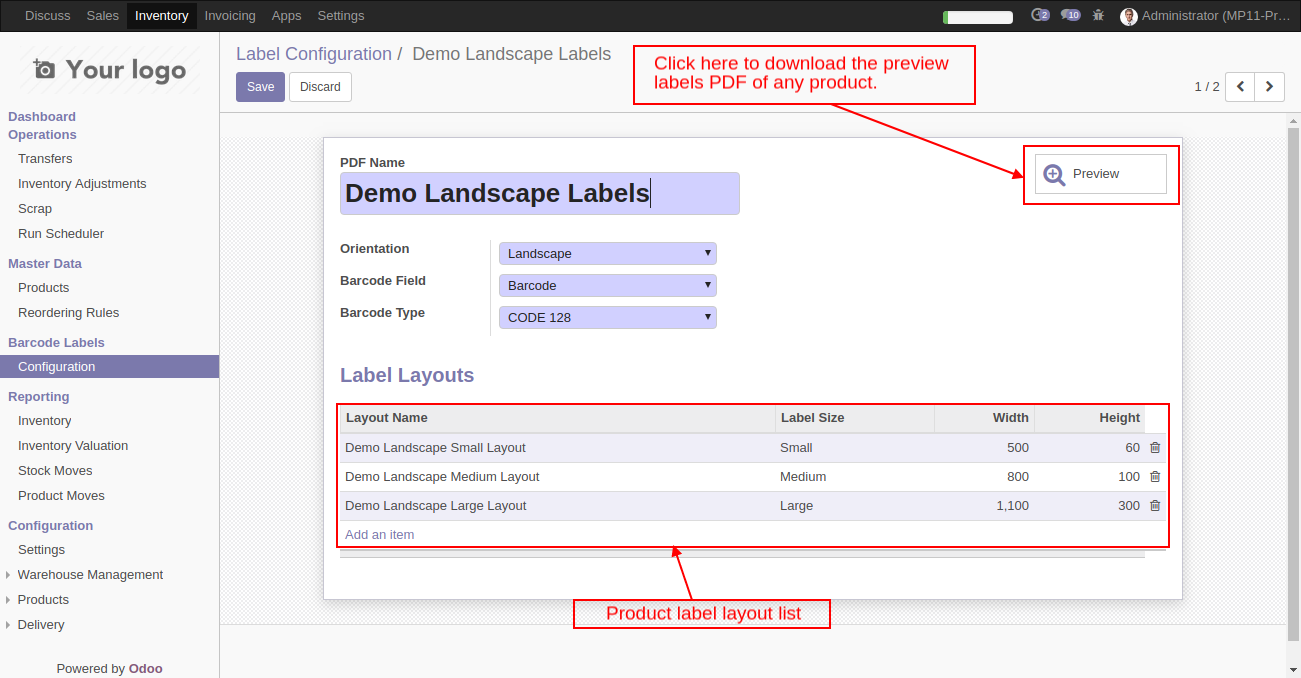 Discuss Sales Inventory Invoicing Apps Settings 2 10 Administrator (MP11-Pr…
Your logo
Dashboard
Operations
Transfers
Inventory Adjustments
Scrap
Run Scheduler
Master Data
Products
Reordering Rules
Barcode Labels
Configuration
Reporting
Inventory
Inventory Valuation
Stock Moves
Product Moves
Configuration
Settings
Warehouse Management
Products
Delivery
Powered by Odoo
Label Configuration / Demo Landscape Labels
Save Discard
1 / 2
Click here to download the preview
labels PDF of any product.
Preview
PDF Name
Demo Landscape Labels
Orientation Landscape
Barcode Field Barcode
Barcode Type CODE 128
Label Layouts
Layout Name Label Size Width Height
Demo Landscape Small Layout Small 500 60
Demo Landscape Medium Layout Medium 800 100
Demo Landscape Large Layout Large 1,100 300
Add an item
Product label layout list